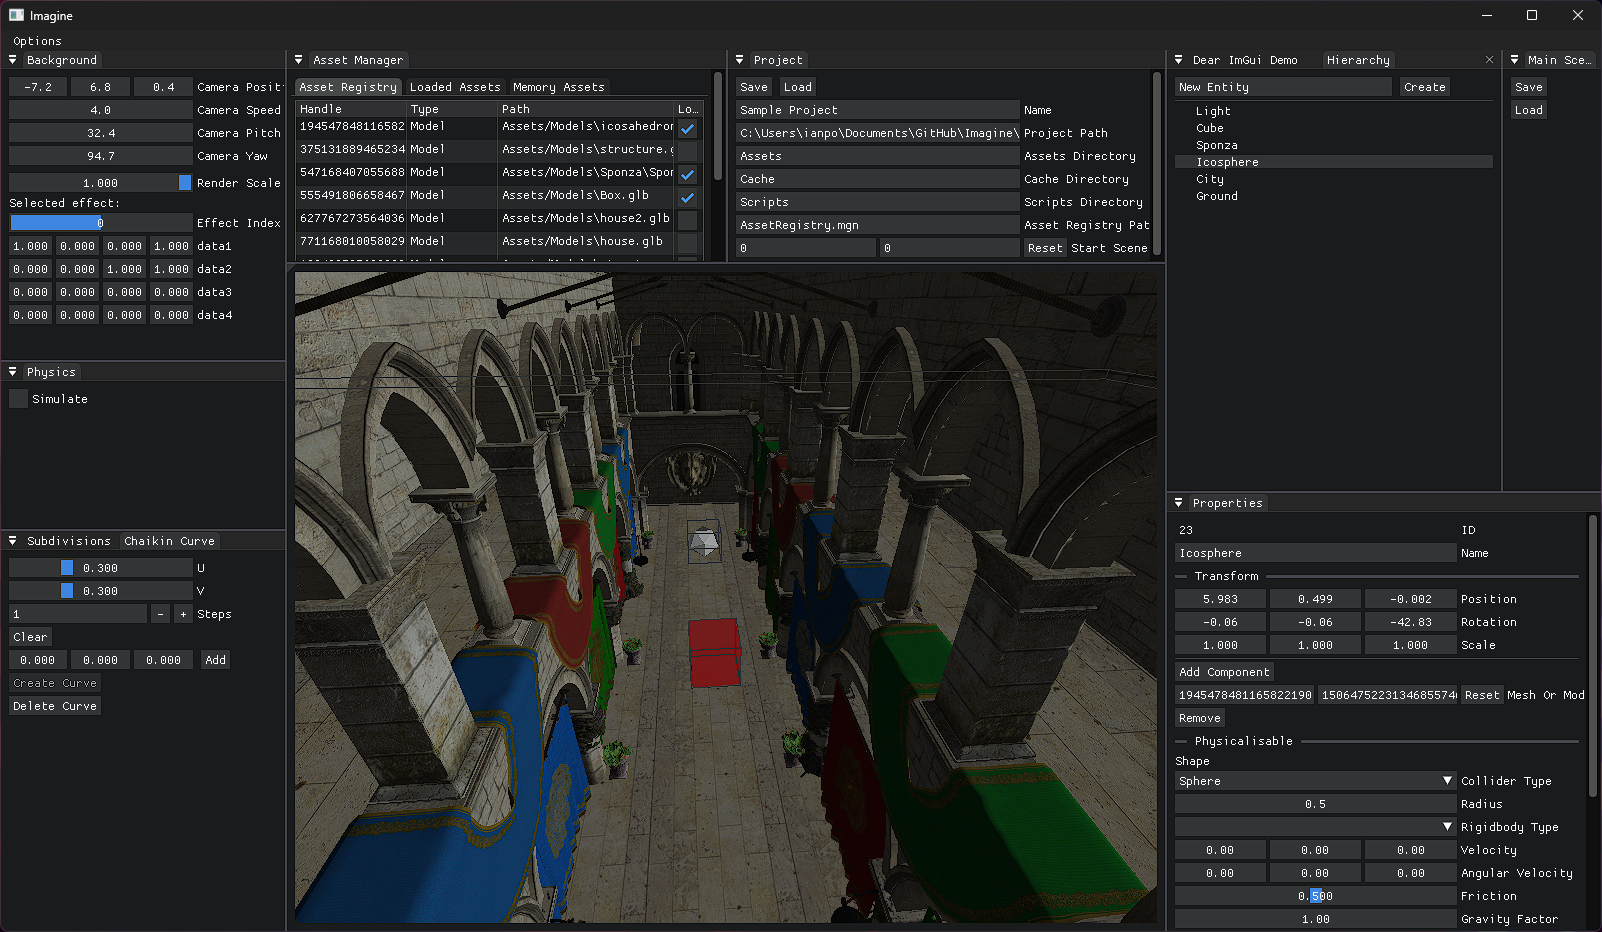 Imagine
Options
Background
-7.2 6.8 0.4 Camera Posit
4.0 Camera Speed
32.4 Camera Pitch
94.7 Camera Yaw
1.000 Render Scale
Selected effect:
0 Effect Index
1.000 0.000 0.000 1.000 data1
0.000 0.000 1.000 1.000 data2
0.000 0.000 0.000 0.000 data3
0.000 0.000 0.000 0.000 data4
Physics
Simulate
Subdivisions Chaikin Curve
0.300 U
0.300 V
1 - + Steps
Clear
0.000 0.000 0.000 Add
Create Curve
Delete Curve
Asset Manager
Asset Registry Loaded Assets Memory Assets
Handle Type Path Lo…
194547848116582 Model Assets/Models\icosahedron
375131889465234 Model Assets/Models\structure.g
547168407055688 Model Assets/Models\Sponza\Spon
555491806658467 Model Assets/Models\Box.glb
627767273564036 Model Assets/Models\house2.glb
771168010058029 Model Assets/Models\house.glb
Project
Save Load
Sample Project Name
C:\Users\ianpo\Documents\GitHub\Imagine\ Project Path
Assets Assets Directory
Cache Cache Directory
Scripts Scripts Directory
AssetRegistry.mgn Asset Registry Pat
0 0 Reset Start Scene
Dear ImGui Demo Hierarchy
New Entity Create
Light
Cube
Sponza
Icosphere
City
Ground
Main Sce…
Save
Load
Properties
23 ID
Icosphere Name
Transform
5.983 0.499 -0.002 Position
-0.06 -0.06 -42.83 Rotation
1.000 1.000 1.000 Scale
Add Component
1945478481165822190 1506475223134685574 Reset Mesh Or Mod
Remove
Physicalisable
Shape
Sphere Collider Type
0.5 Radius
Rigidbody Type
0.00 0.00 0.00 Velocity
0.00 0.00 0.00 Angular Velocity
0.500 Friction
1.00 Gravity Factor